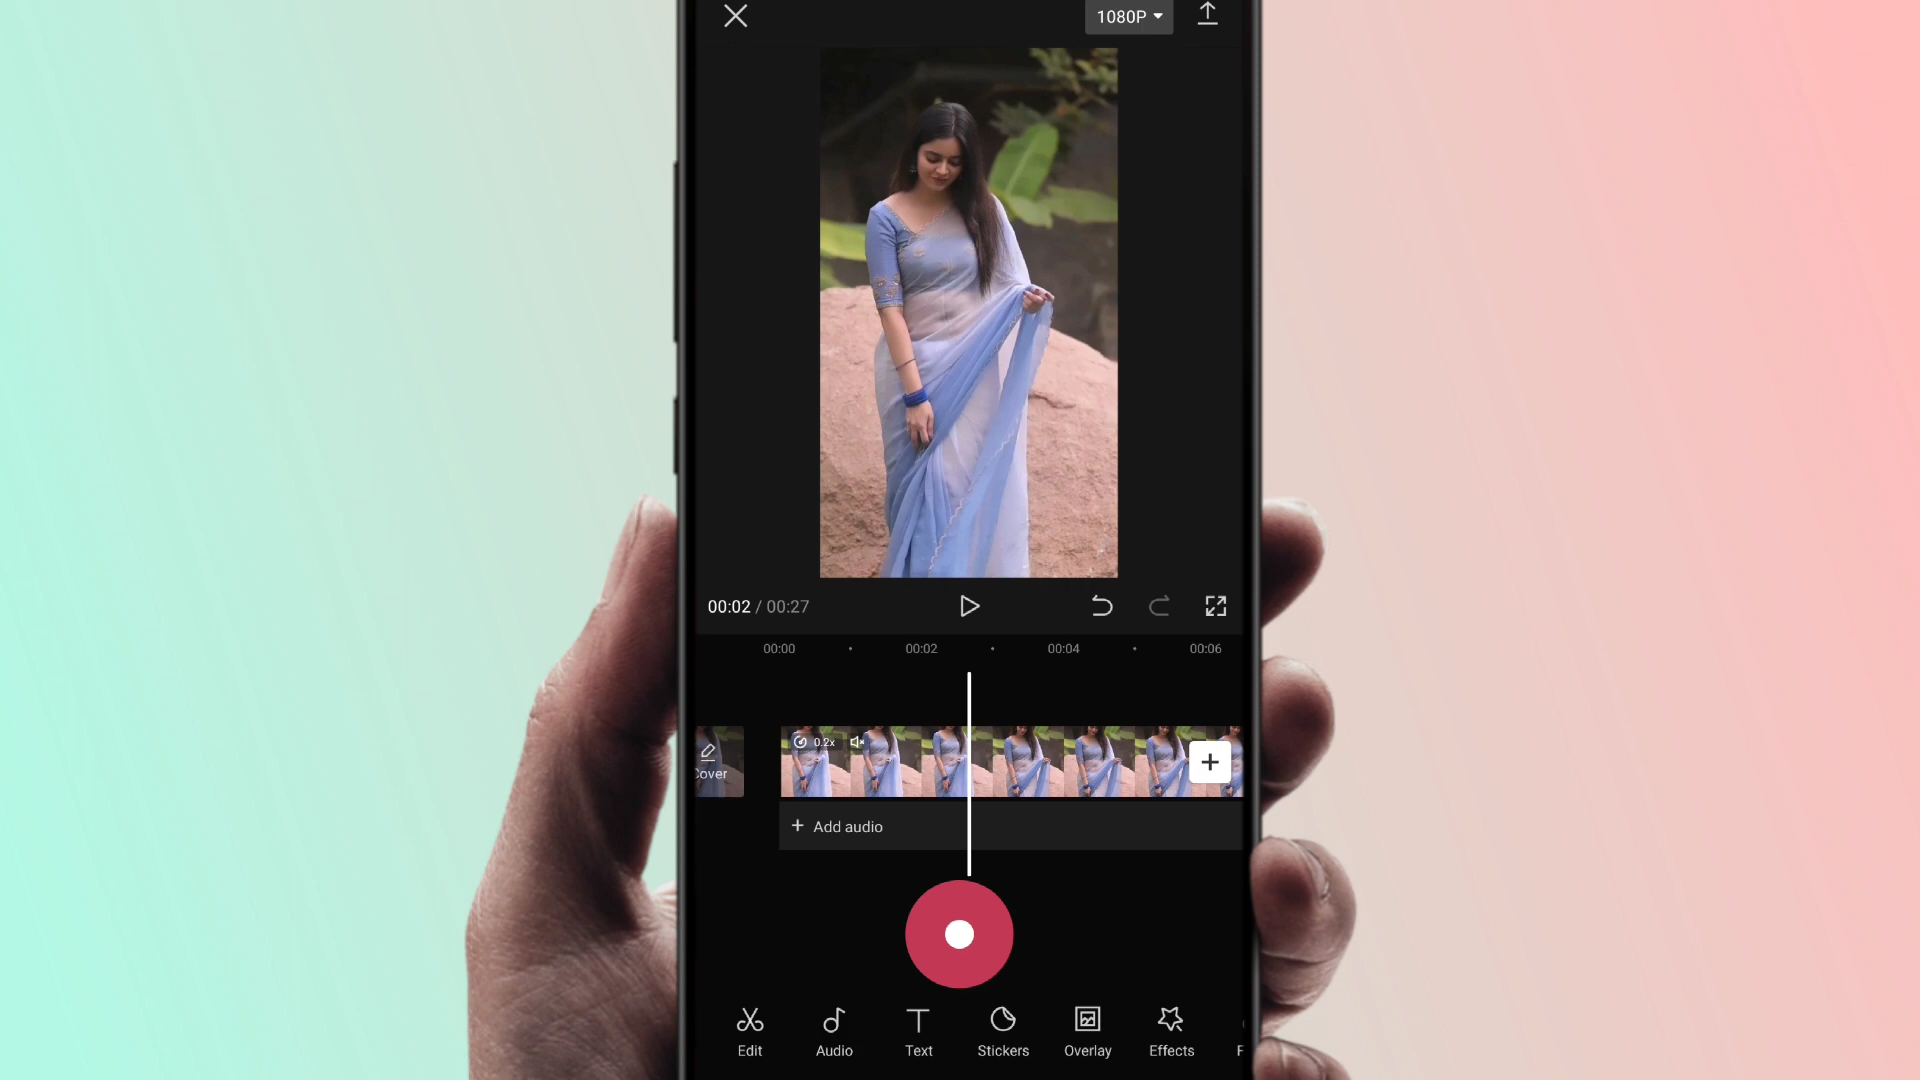 1080P
00:02 / 00:27
00:00
00:02
00:04
00:06
0.2x
Cover
+ Add audio
Edit
Audio
Text
Stickers
Overlay
Effects
F